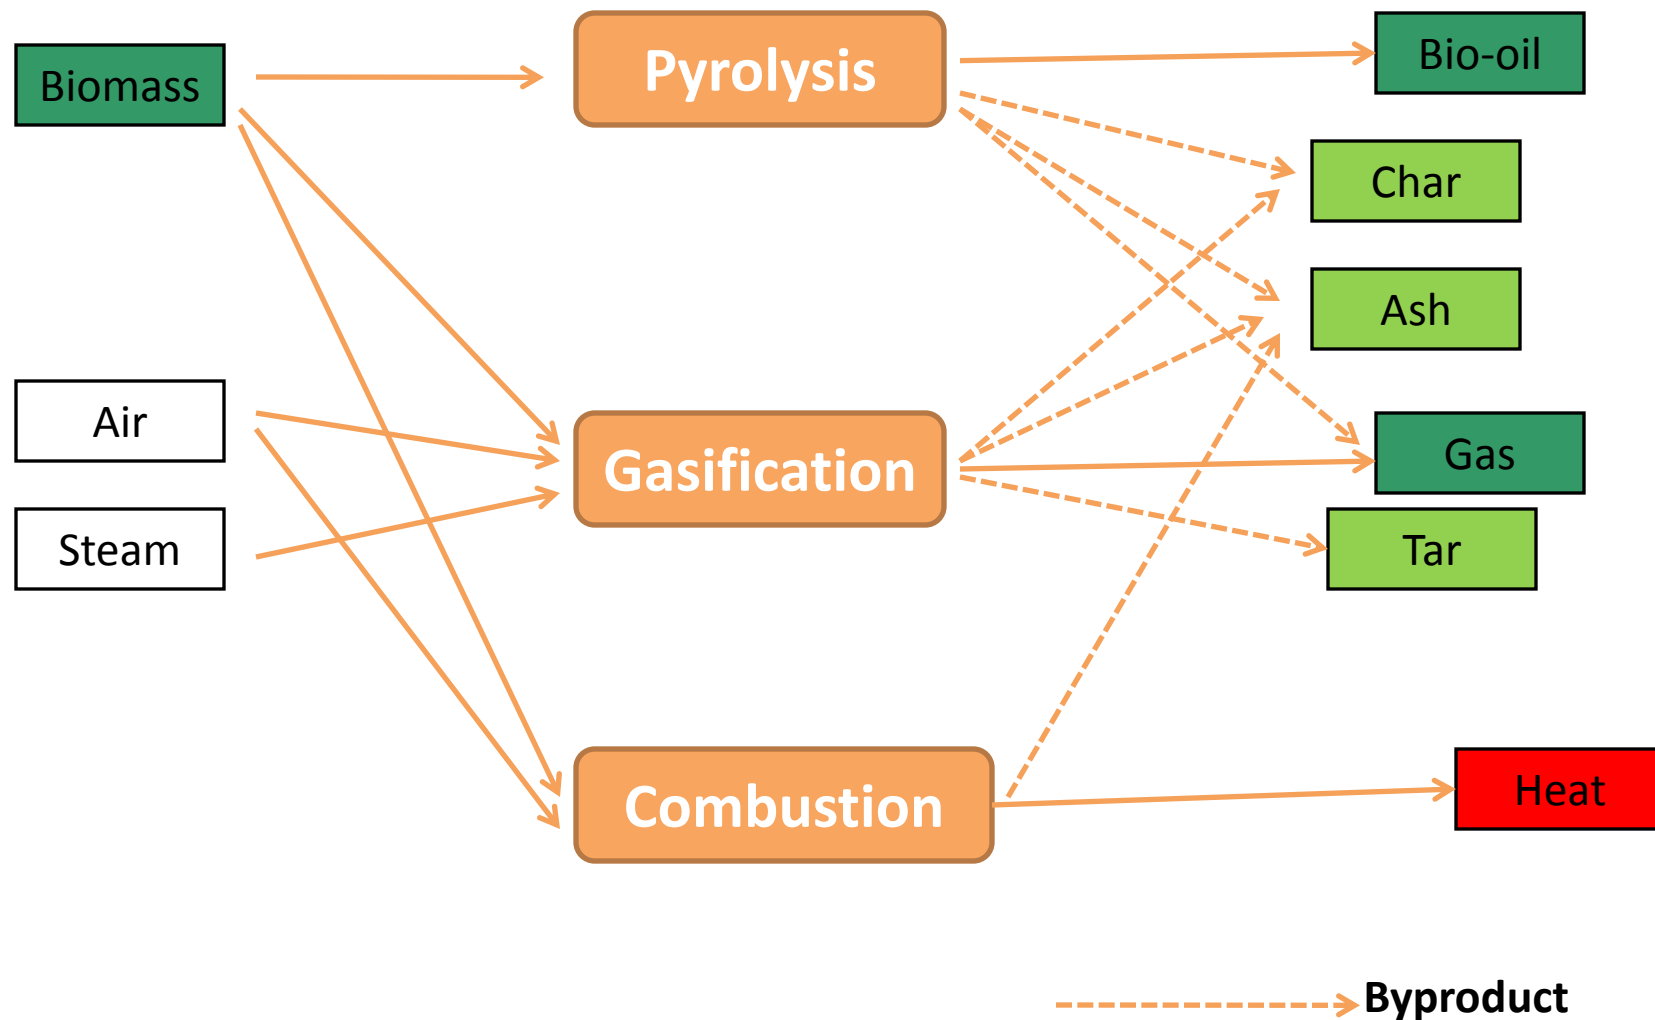 Biomass
Pyrolysis
Bio-oil
Char
Ash
Air
Gasification
Gas
Steam
Tar
Combustion
Heat
Byproduct